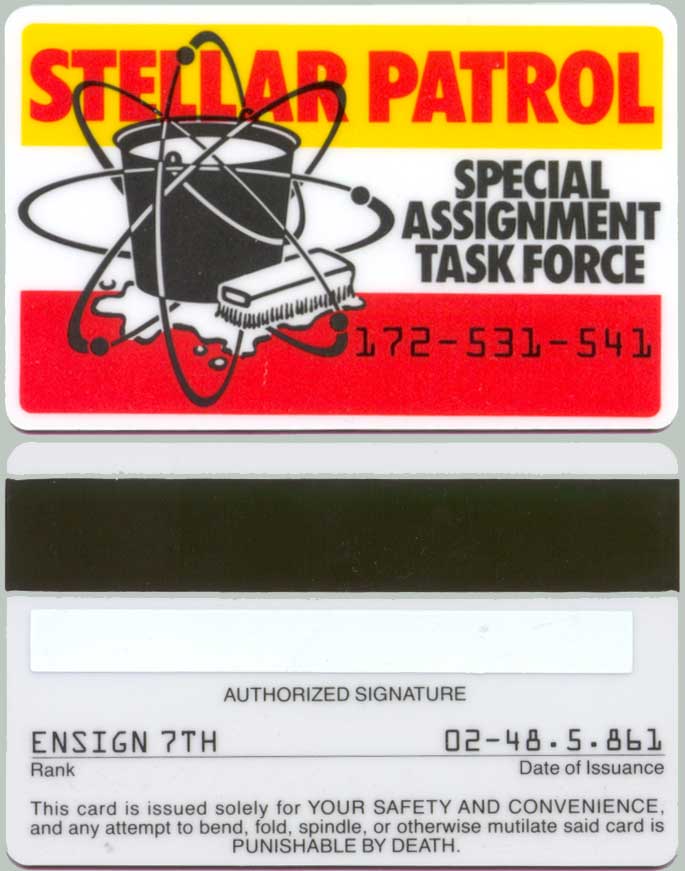 STELLAR PATROL
SPECIAL
ASSIGNMENT
TASK FORCE
172-531-541
AUTHORIZED SIGNATURE
ENSIGN 7TH 02-48.5.861
Rank Date of Issuance
This card is issued solely for YOUR SAFETY AND CONVENIENCE,
and any attempt to bend, fold, spindle, or otherwise mutilate said card is
PUNISHABLE BY DEATH.